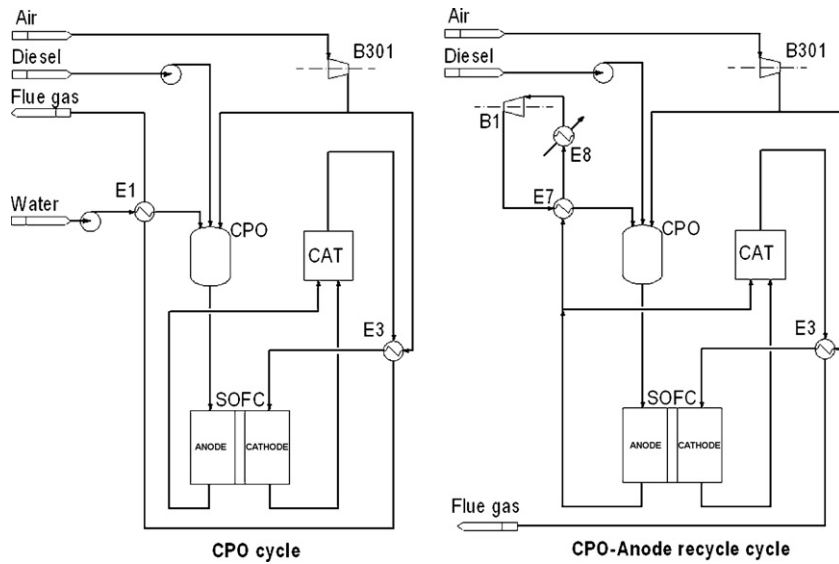 Air
Diesel
B301
Flue gas
E1
Water
CPO
CAT
E3
SOFC
ANODE
CATHODE
CPO cycle
Air
Diesel
B301
B1
E8
E7
CPO
CAT
E3
SOFC
ANODE
CATHODE
Flue gas
CPO-Anode recycle cycle